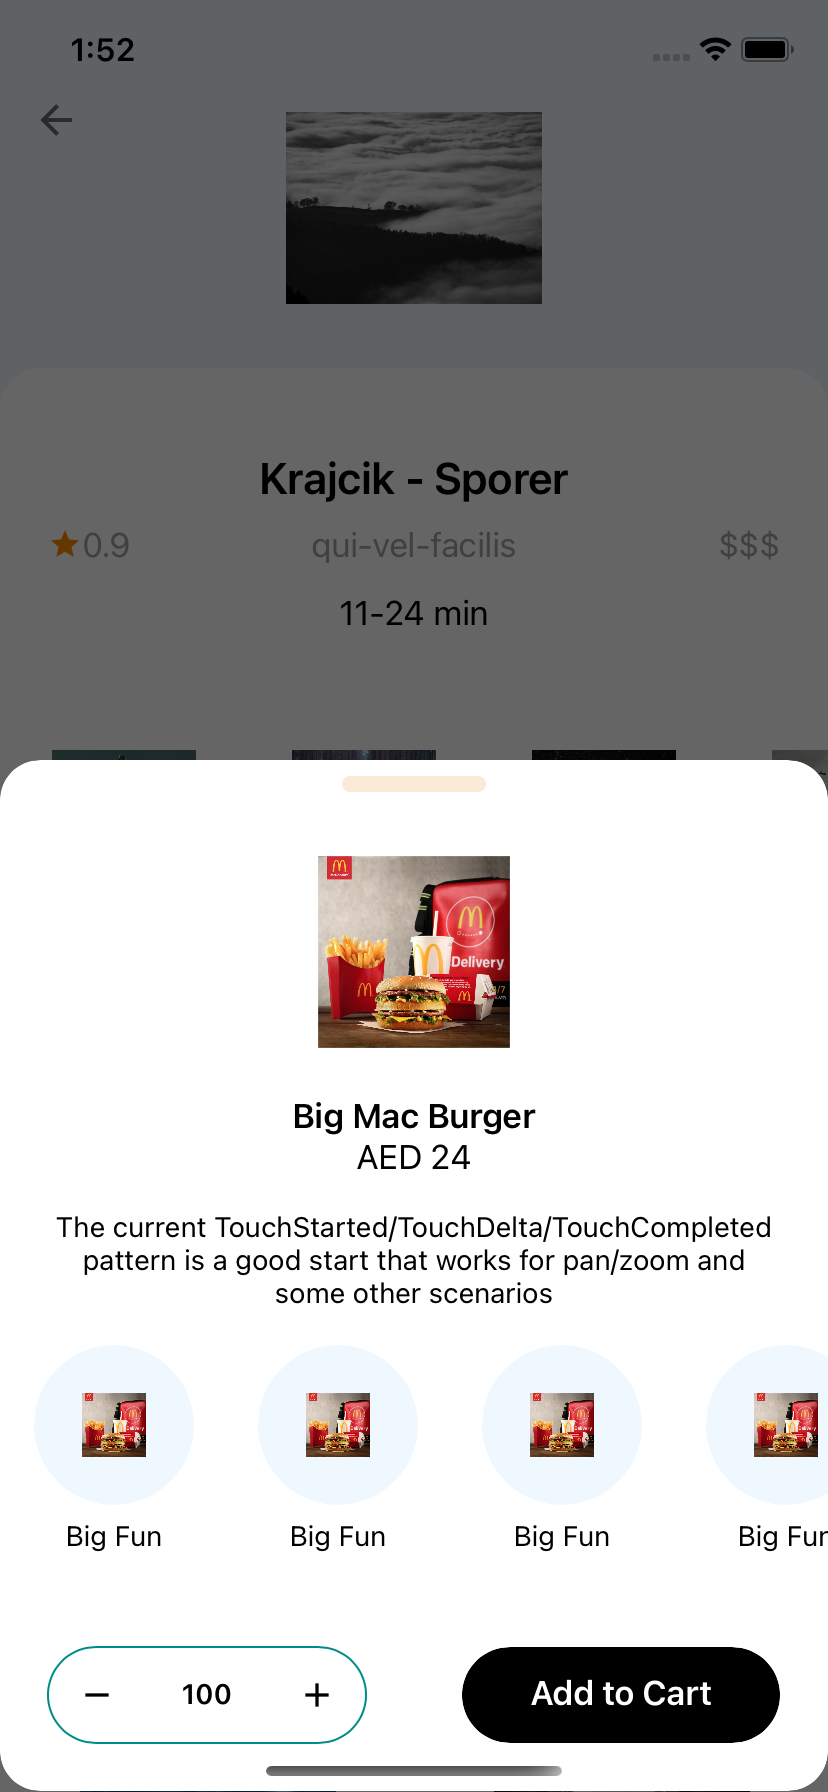 1:52
Krajcik - Sporer
0.9
qui-vel-facilis
$$$
11-24 min
Delivery
Big Mac Burger
AED 24
The current TouchStarted/TouchDelta/TouchCompleted
pattern is a good start that works for pan/zoom and
some other scenarios
Big Fun
Big Fun
Big Fun
Big Fun
100
Add to Cart